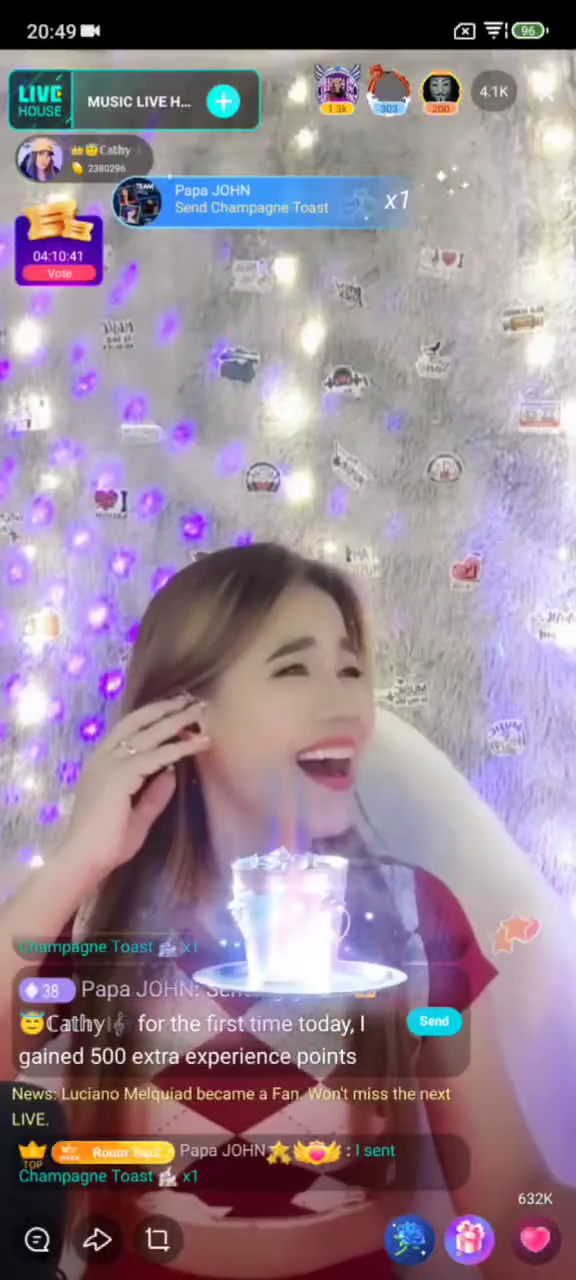 20:49
96
LIVE
HOUSE
MUSIC LIVE H...
1.3k
303
200
4.1K
ℂ𝕒𝕥𝕙𝕪
2380296
TEAM
Papa JOHN
Send Champagne Toast
x1
04:10:41
Vote
Champagne Toast x1
38 Papa JOHN:
😇ℂ𝕒𝕥𝕙𝕪𝄞 for the first time today, I
gained 500 extra experience points
Send
News: Luciano Melquiad became a Fan. Won't miss the next
LIVE.
TOP
Papa JOHN : I sent
Champagne Toast x1
632K